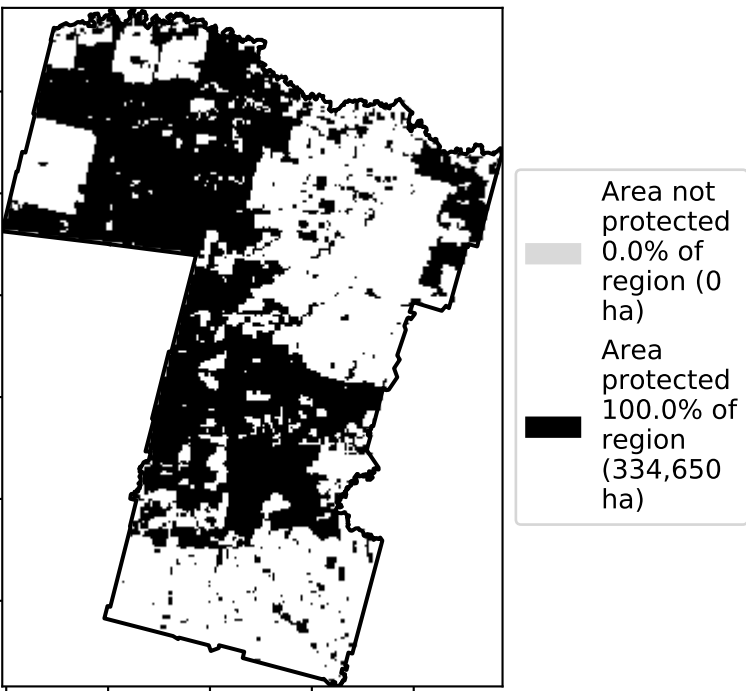 Area not
protected
0.0% of
region (0
ha)
Area
protected
100.0% of
region
(334,650
ha)